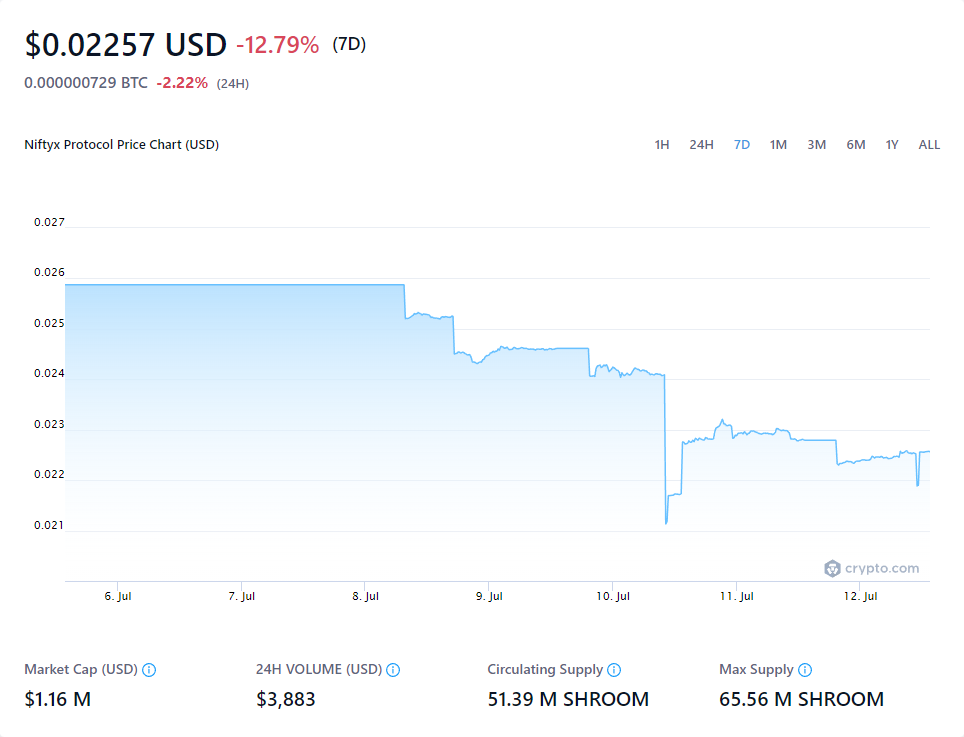 $0.02257 USD -12.79% (7D)
0.000000729 BTC -2.22% (24H)
Niftyx Protocol Price Chart (USD) 1H 24H 7D 1M 3M 6M 1Y ALL
0.027
0.026
0.025
0.024
0.023
0.022
0.021
crypto.com
6. Jul 7. Jul 8. Jul 9. Jul 10. Jul 11. Jul 12. Jul
Market Cap (USD) 24H VOLUME (USD) Circulating Supply Max Supply
$1.16 M $3,883 51.39 M SHROOM 65.56 M SHROOM